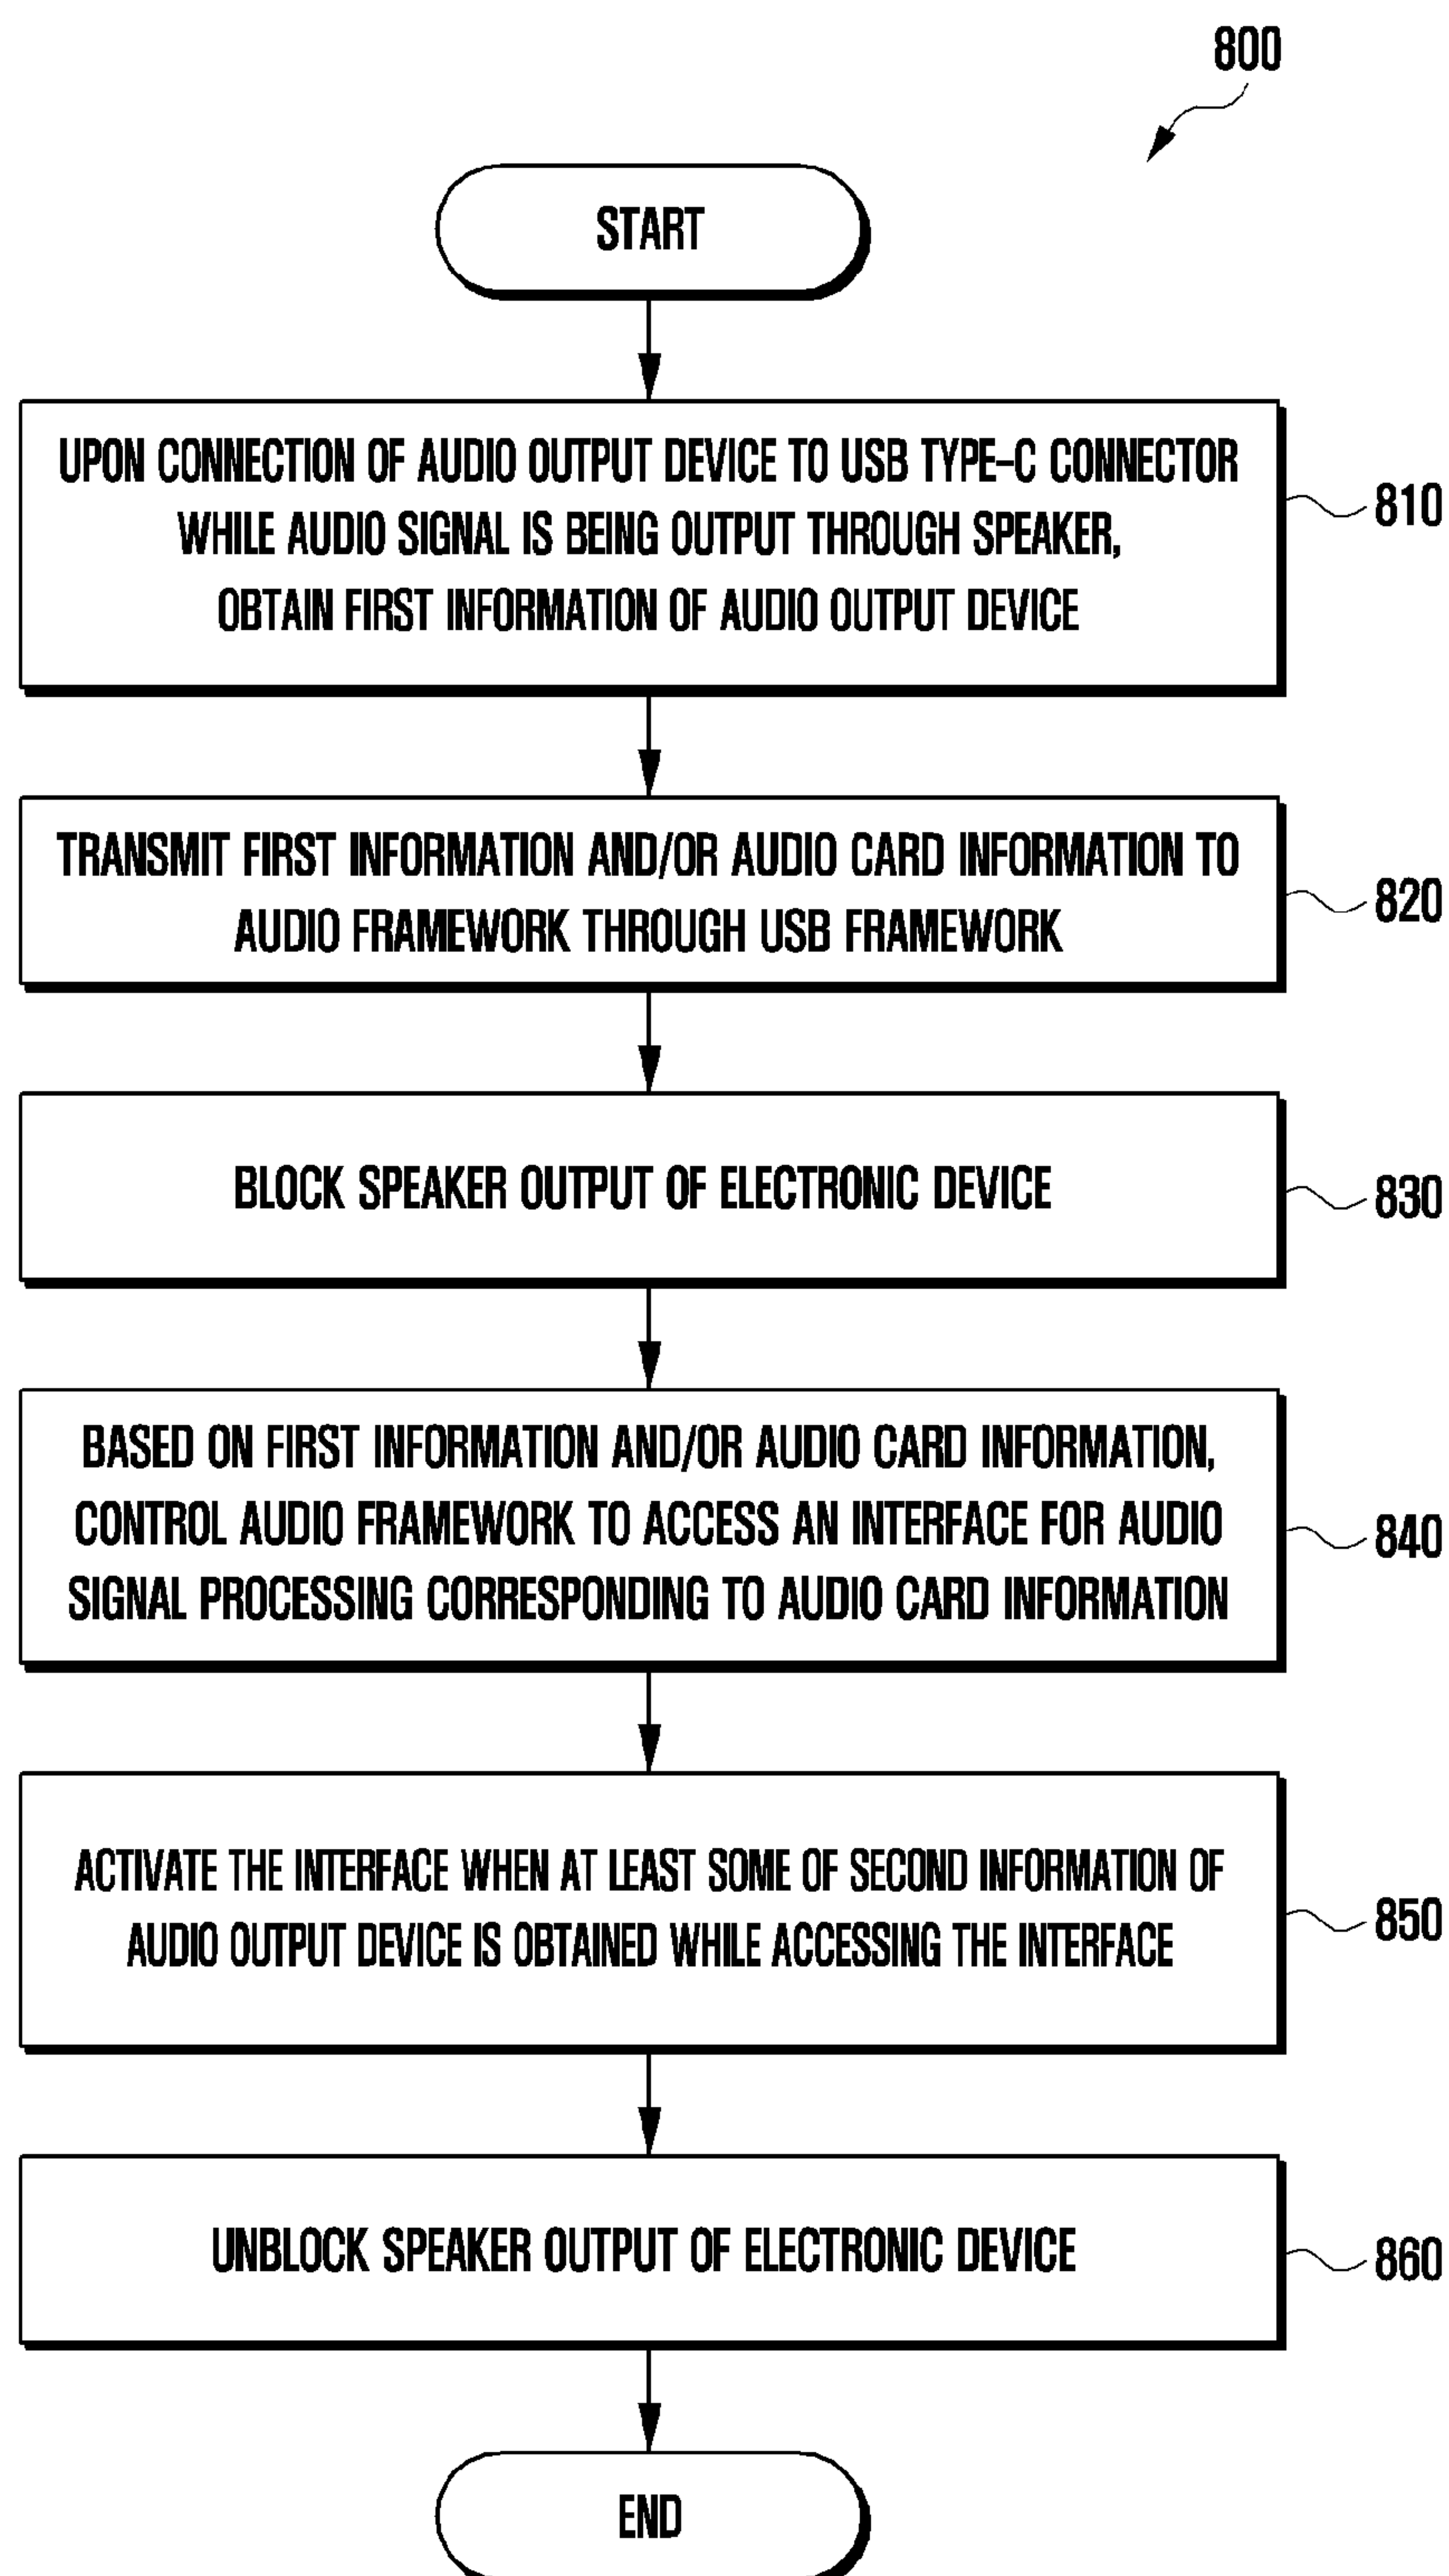 800
START
UPON CONNECTION OF AUDIO OUTPUT DEVICE TO USB TYPE-C CONNECTOR
WHILE AUDIO SIGNAL IS BEING OUTPUT THROUGH SPEAKER,
OBTAIN FIRST INFORMATION OF AUDIO OUTPUT DEVICE
810
TRANSMIT FIRST INFORMATION AND/OR AUDIO CARD INFORMATION TO
AUDIO FRAMEWORK THROUGH USB FRAMEWORK
820
BLOCK SPEAKER OUTPUT OF ELECTRONIC DEVICE
830
BASED ON FIRST INFORMATION AND/OR AUDIO CARD INFORMATION,
CONTROL AUDIO FRAMEWORK TO ACCESS AN INTERFACE FOR AUDIO
SIGNAL PROCESSING CORRESPONDING TO AUDIO CARD INFORMATION
840
ACTIVATE THE INTERFACE WHEN AT LEAST SOME OF SECOND INFORMATION OF
AUDIO OUTPUT DEVICE IS OBTAINED WHILE ACCESSING THE INTERFACE
850
UNBLOCK SPEAKER OUTPUT OF ELECTRONIC DEVICE
860
END